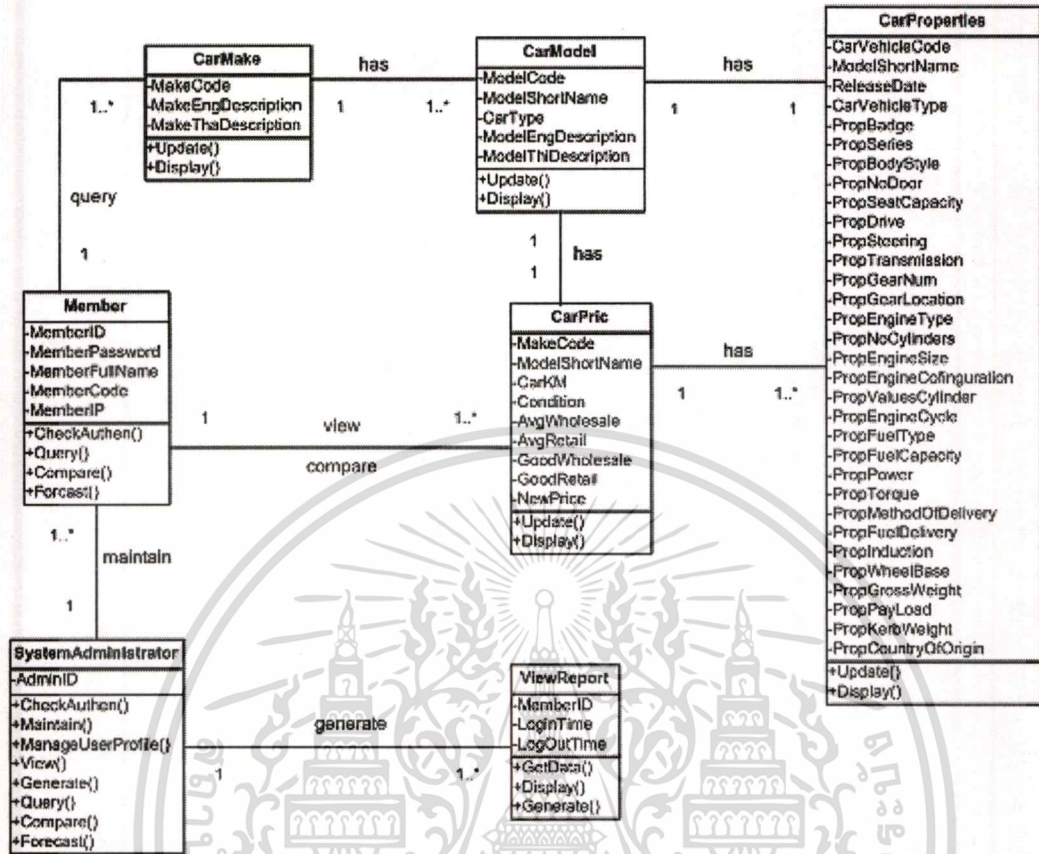 CarMake
-MakeCode
-MakeEngDescription
-MakeThaDescription
+Update()
+Display()
has
1
1..*
CarModel
-ModelCode
-ModelShortName
-CarType
-ModelEngDescription
-ModelThiDescription
+Update()
+Display()
has
1
1
CarProperties
-CarVehicleCode
-ModelShortName
-ReleaseDate
-CarVehicleType
-PropBadge
-PropSeries
-PropBodyStyle
-PropNoDoor
-PropSeatCapacity
-PropDrive
-PropSteering
-PropTransmission
-PropGearNum
-PropGearLocation
-PropEngineType
-PropNoCylinders
-PropEngineSize
-PropEngineCofinguration
-PropValuesCylinder
-PropEngineCycle
-PropFuelType
-PropFuelCapacity
-PropPower
-PropTorque
-PropMethodOfDelivery
-PropFuelDelivery
-PropInduction
-PropWheelBase
-PropGrossWeight
-PropPayLoad
-PropKerbWeight
-PropCountryOfOrigin
+Update()
+Display()
1..*
query
1
1
has
1
Member
-MemberID
-MemberPassword
-MemberFullName
-MemberCode
-MemberIP
+CheckAuthen()
+Query()
+Compare()
+Forcast()
1
view
1..*
compare
CarPric
-MakeCode
-ModelShortName
-CarKM
-Condition
-AvgWholesale
-AvgRetail
-GoodWholesale
-GoodRetail
-NewPrice
+Update()
+Display()
has
1
1..*
1..*
maintain
1
SystemAdministrator
-AdminID
+CheckAuthen()
+Maintain()
+ManageUserProfile()
+View()
+Generate()
+Query()
+Compare()
+Forecast()
generate
1
1..*
ViewReport
-MemberID
-LoginTime
-LogOutTime
+GetData()
+Display()
+Generate()